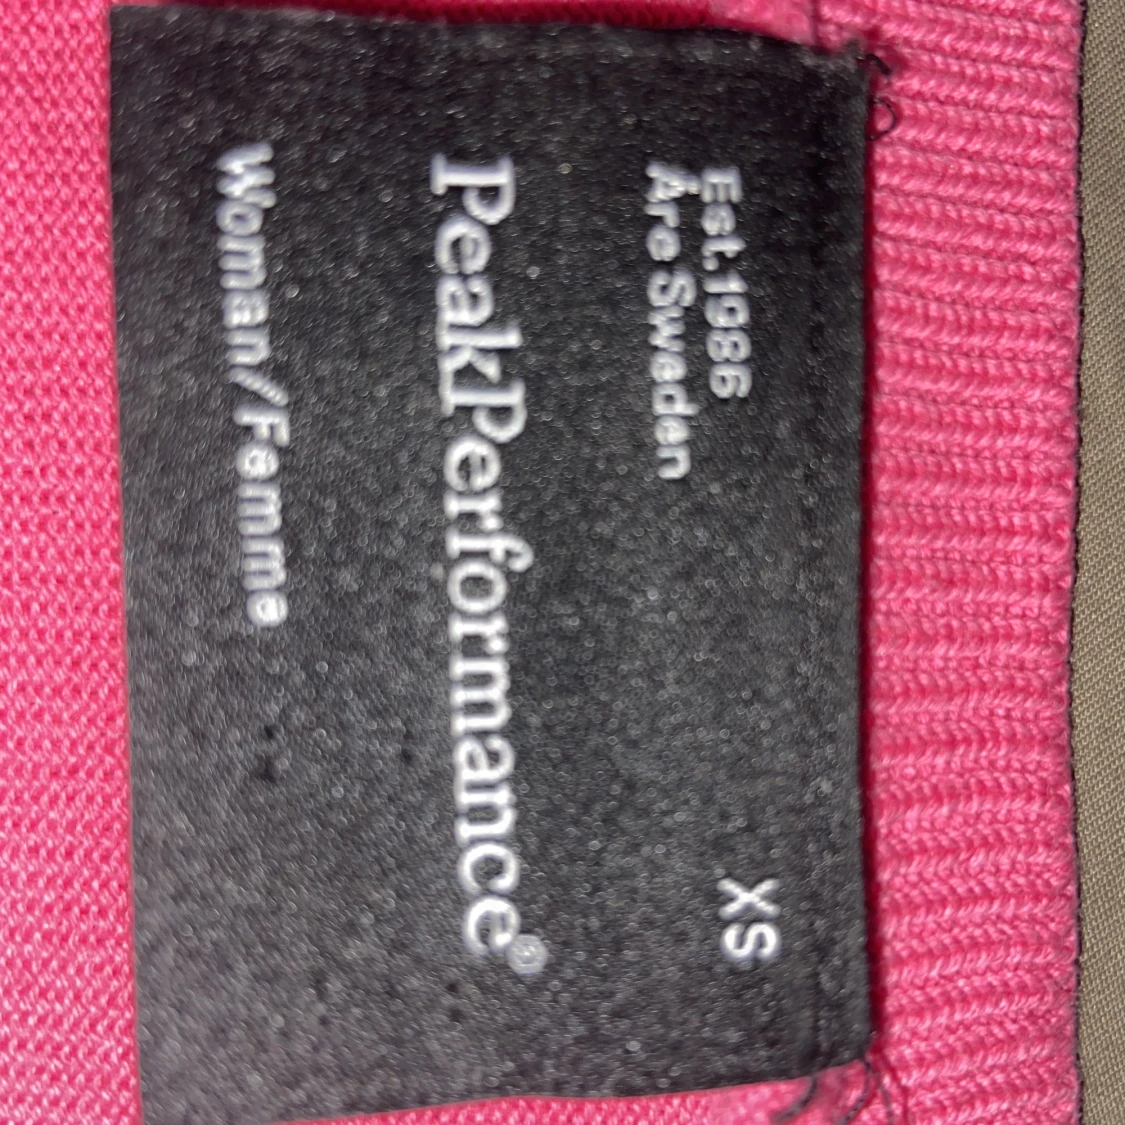 Est.1986
Åre Sweden
XS
PeakPerformance®
Woman/Femme